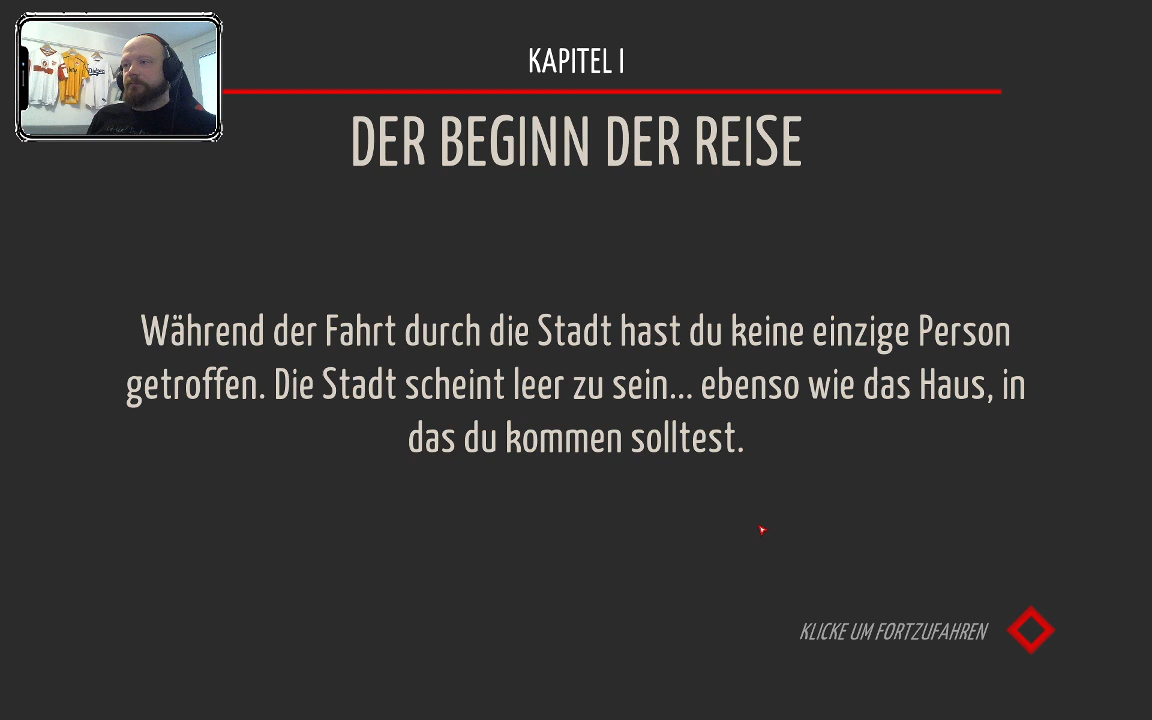 KAPITEL I
DER BEGINN DER REISE
Während der Fahrt durch die Stadt hast du keine einzige Person
getroffen. Die Stadt scheint leer zu sein... ebenso wie das Haus, in
das du kommen solltest.
KLICKE UM FORTZUFAHREN